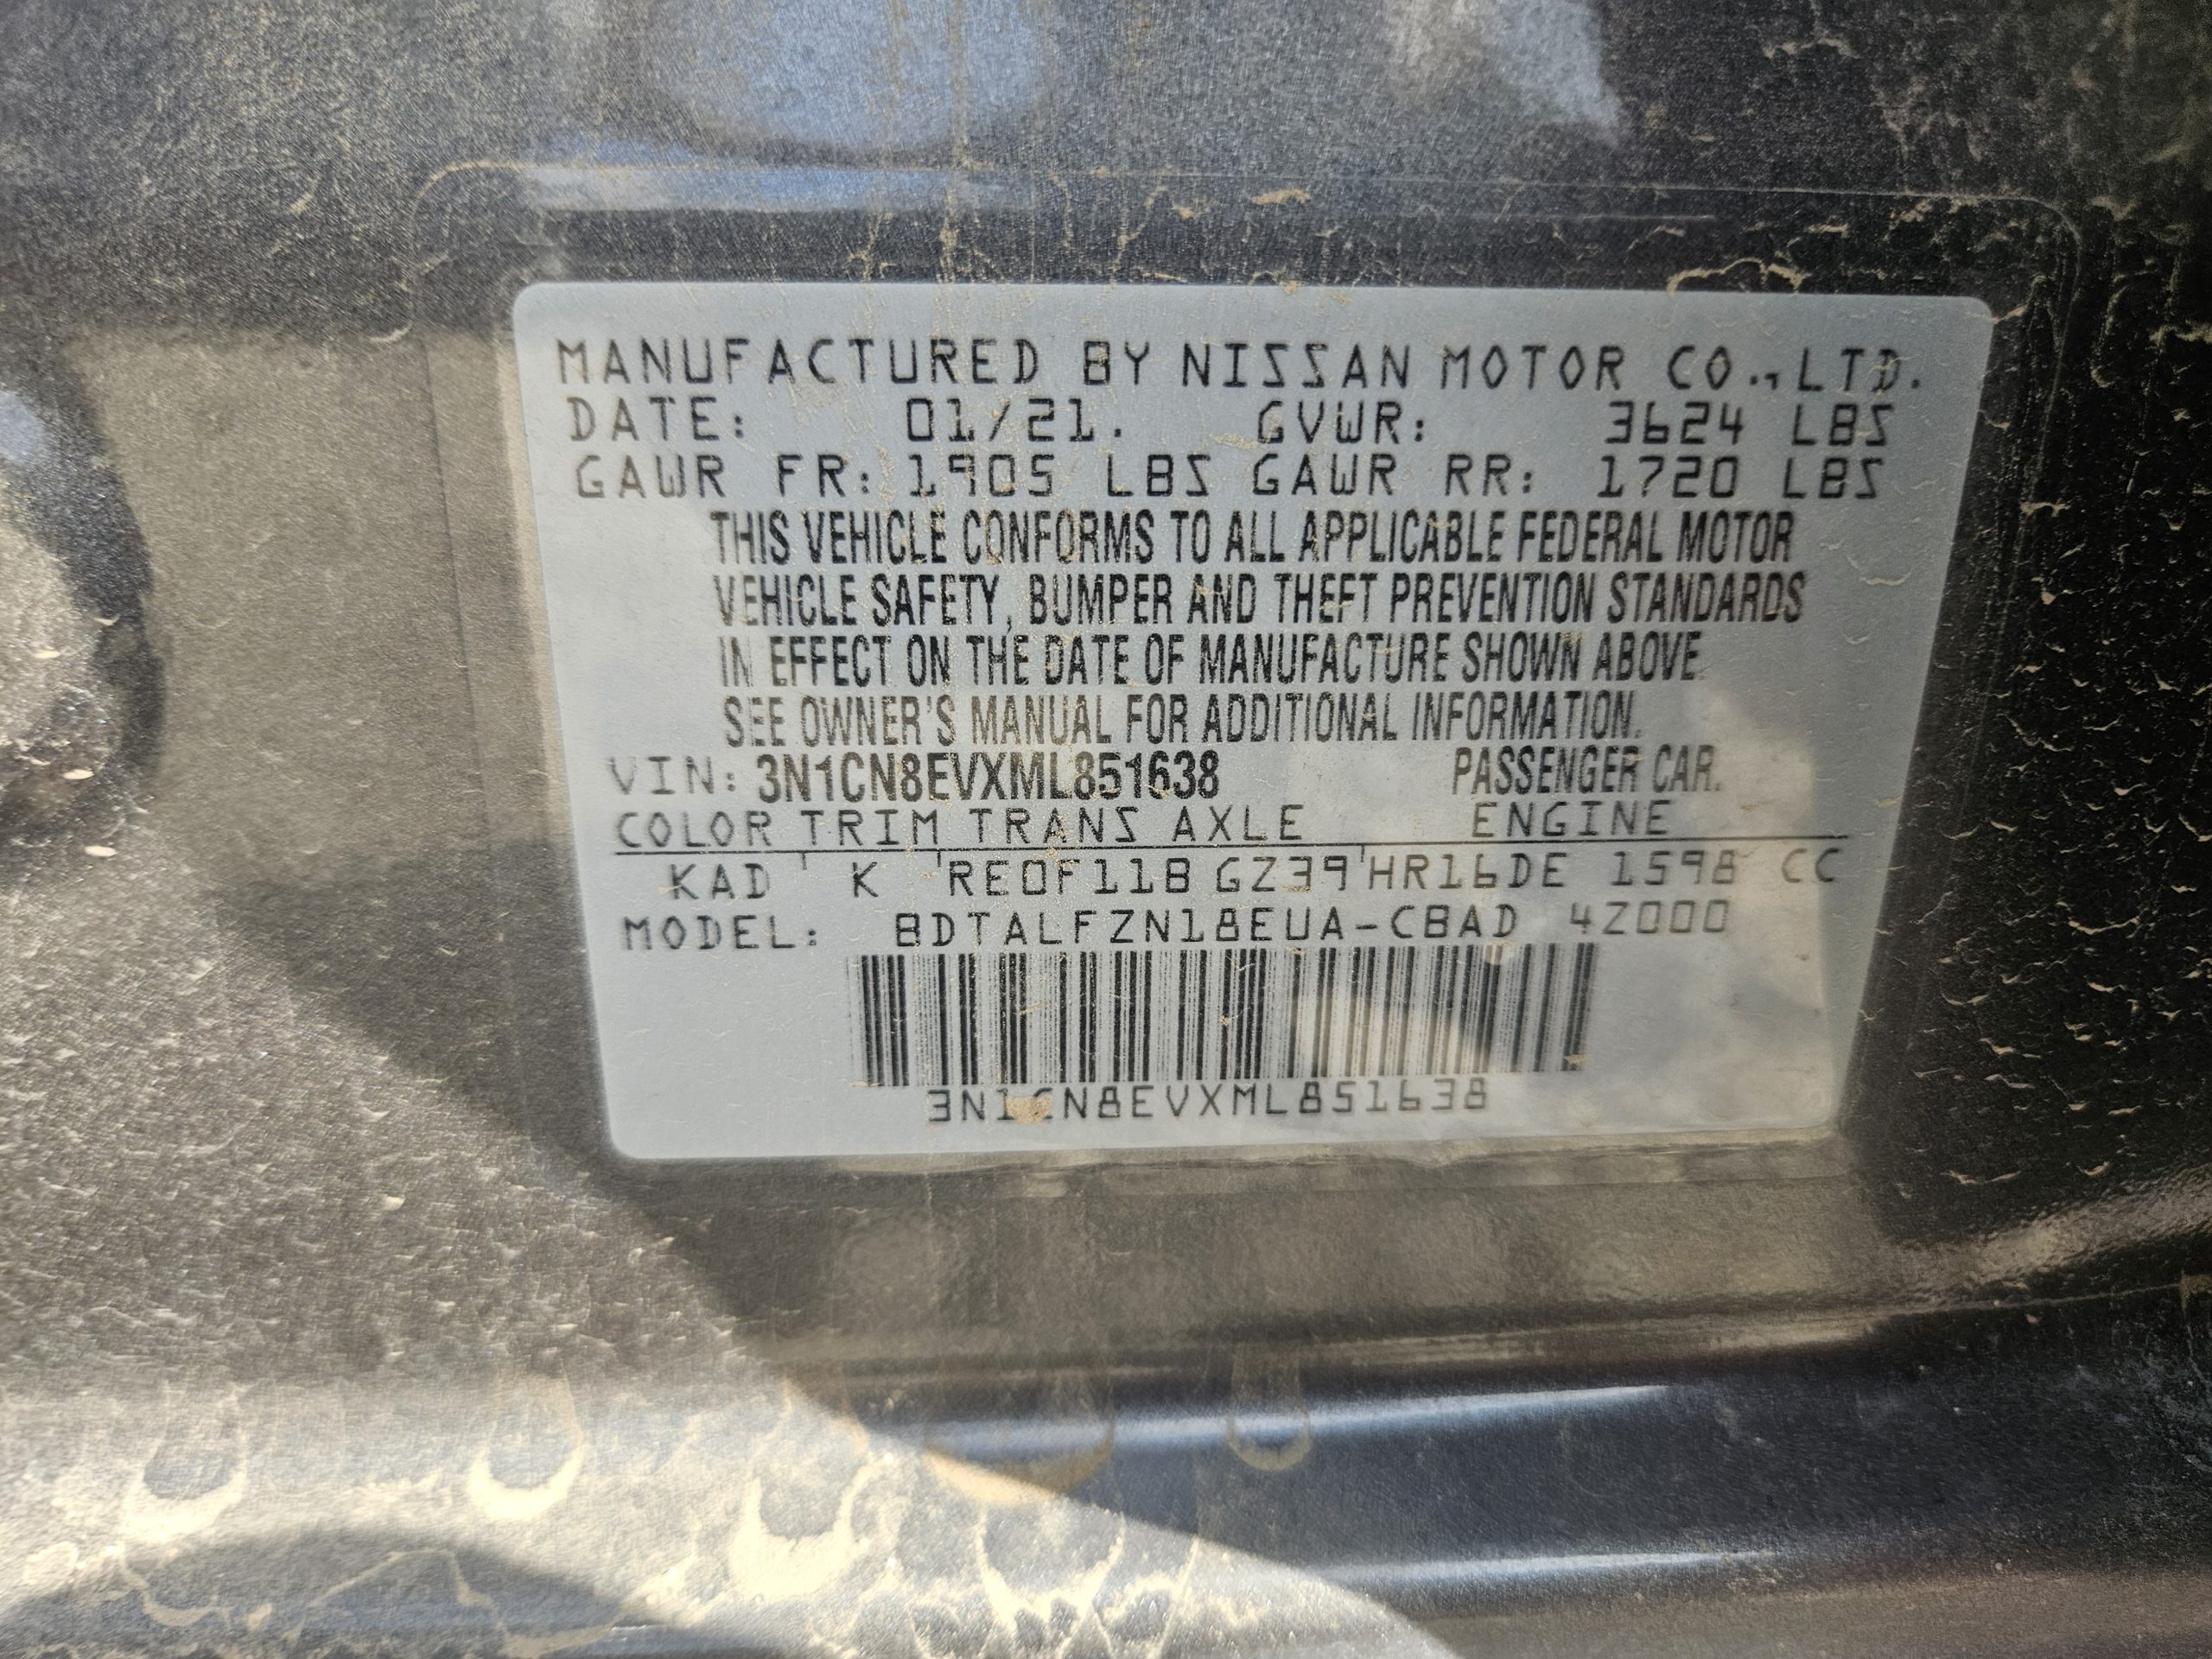 MANUFACTURED BY NISSAN MOTOR CO.,LTD.
DATE: 01/21. GVWR: 3624 LBS
GAWR FR: 1905 LBS GAWR RR: 1720 LBS
THIS VEHICLE CONFORMS TO ALL APPLICABLE FEDERAL MOTOR
VEHICLE SAFETY, BUMPER AND THEFT PREVENTION STANDARDS
IN EFFECT ON THE DATE OF MANUFACTURE SHOWN ABOVE.
SEE OWNER'S MANUAL FOR ADDITIONAL INFORMATION.
VIN: 3N1CN8EVXML851638 PASSENGER CAR.
COLOR TRIM TRANS AXLE ENGINE
KAD K RE0F11B GZ39 HR16DE 1598 CC
MODEL: BDTALFZN18EUA-CBAD 4Z000
3N1CN8EVXML851638